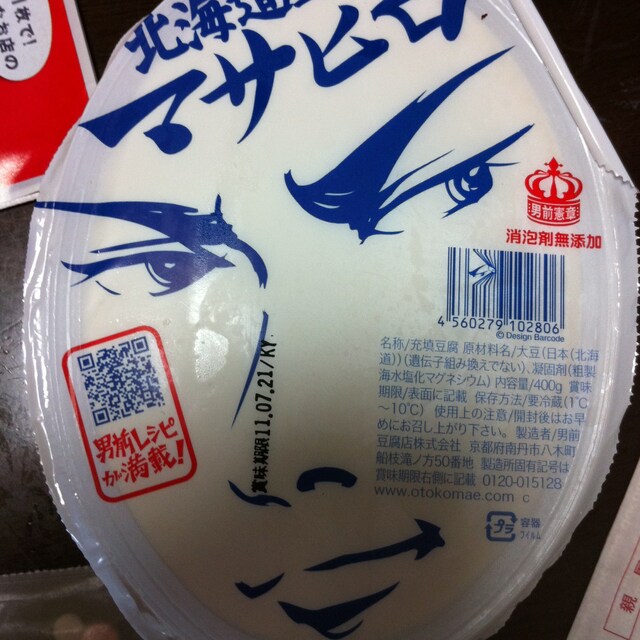 北海道
マサヒロ
男前憲章
消泡剤無添加
4 560279 102806
© Design Barcode
名称/充填豆腐 原材料名/大豆(日本(北海
道))(遺伝子組み換えでない)、凝固剤(粗製
海水塩化マグネシウム) 内容量/400g 賞味
期限/表面に記載 保存方法/要冷蔵(1℃
～10℃) 使用上の注意/開封後はお早
めにお召し上がり下さい。 製造者/男前
豆腐店株式会社 京都府南丹市八木町
船枝滝ノ方50番地 製造所固有記号は
賞味期限右側に記載 0120-015128
www.otokomae.com c
プラ
容器
賞味期限11.07.21/KY
男前レシピ
が満載!
親